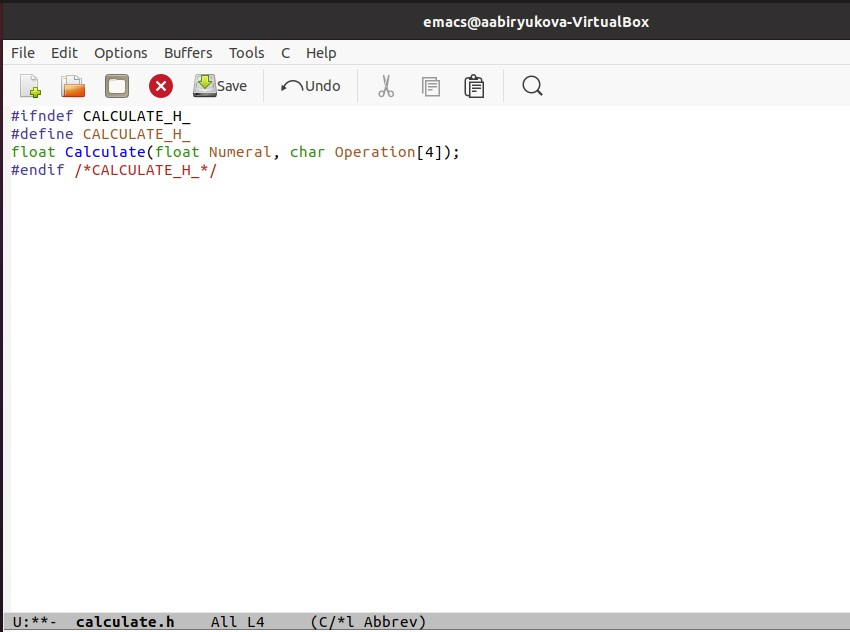 emacs@aabiryukova-VirtualBox
File Edit Options Buffers Tools C Help
Save Undo
#ifndef CALCULATE_H_
#define CALCULATE_H_
float Calculate(float Numeral, char Operation[4]);
#endif /*CALCULATE_H_*/
U:**-  calculate.h    All L4     (C/*l Abbrev)